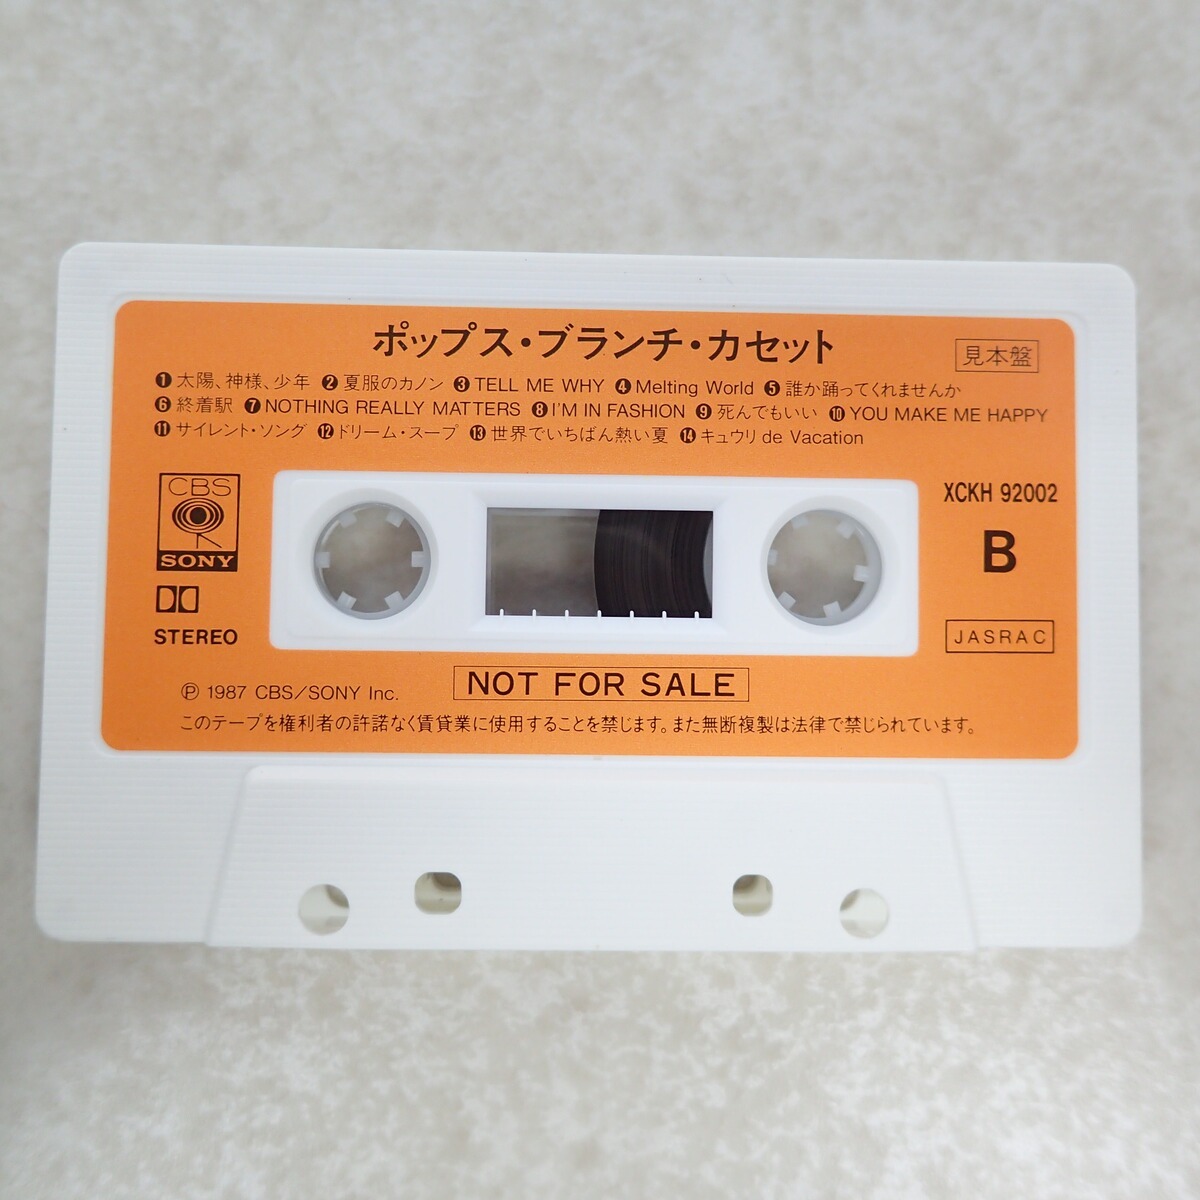 ポップス・ブランチ・カセット
見本盤
❶太陽、神様、少年 ❷夏服のカノン ❸TELL ME WHY ❹Melting World ❺誰か踊ってくれませんか
❻終着駅 ❼NOTHING REALLY MATTERS ❽I'M IN FASHION ❾死んでもいい ❿YOU MAKE ME HAPPY
⓫サイレント・ソング ⓬ドリーム・スープ ⓭世界でいちばん熱い夏 ⓮キュウリ de Vacation
CBS
SONY
STEREO
XCKH 92002
B
JASRAC
Ⓟ 1987 CBS/SONY Inc.
NOT FOR SALE
このテープを権利者の許諾なく賃貸業に使用することを禁じます。また無断複製は法律で禁じられています。